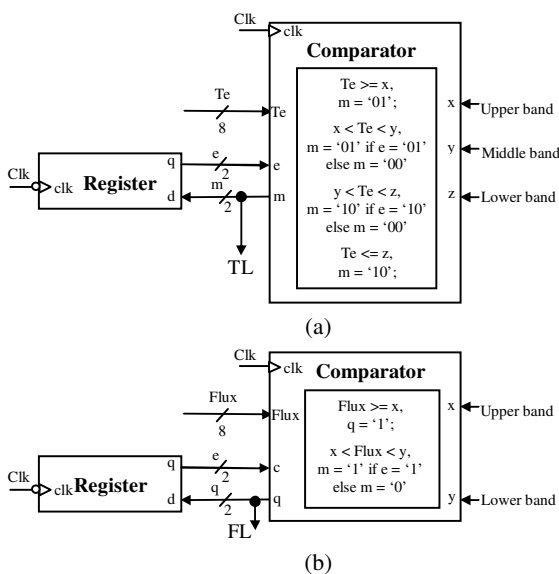 Clk
clk
Comparator
Te >= x,
m = ‘01’;
x < Te < y,
m = ‘01’ if e = ‘01’
else m = ‘00’
y < Te < z,
m = ‘10’ if e = ‘10’
else m = ‘00’
Te <= z,
m = ‘10’;
Te
8
Te
x
Upper band
y
Middle band
z
Lower band
Clk
clk
Register
q
e
2
e
d
m
2
m
TL
(a)
Clk
clk
Comparator
Flux >= x,
q = ‘1’;
x < Flux < y,
m = ‘1’ if e = ‘1’
else m = ‘0’
Flux
8
Flux
x
Upper band
y
Lower band
Clk
clk
Register
q
e
2
c
d
q
2
q
FL
(b)